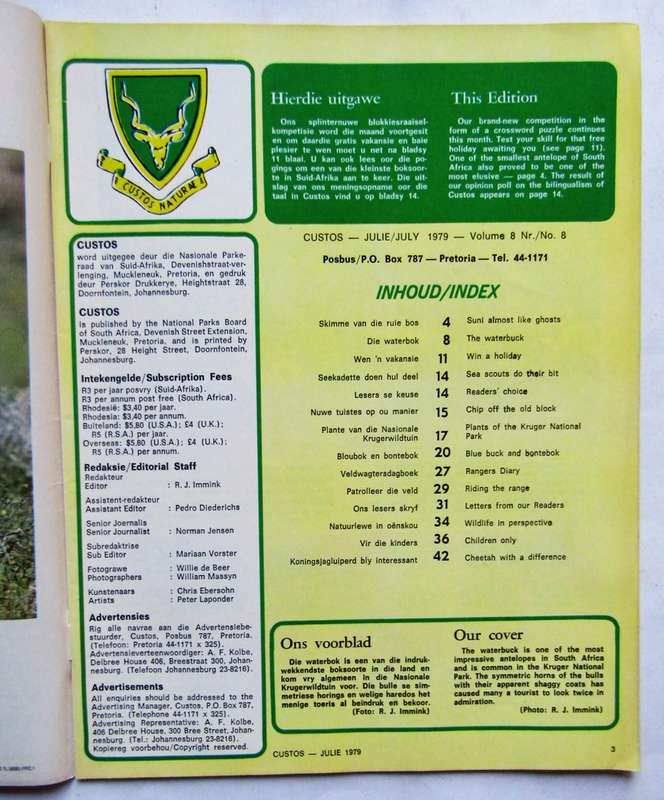 CUSTOS NATURAE
Hierdie uitgawe
Ons splinternuwe blokkiesraaisel-
kompetisie word die maand voortgesit
en om daardie gratis vakansie en baie
plesier te wen moet u net na bladsy
11 blaai. U kan ook lees oor die po-
gings om een van die kleinste boksoor-
te in Suid-Afrika aan te keer. Die uit-
slag van ons meningsopname oor die
taal in Custos vind u op bladsy 14.
This Edition
Our brand-new competition in the
form of a crossword puzzle continues
this month. Test your skill for that free
holiday awaiting you (see page 11).
One of the smallest antelope of South
Africa also proved to be one of the
most elusive — page 4. The result of
our opinion poll on the bilingualism of
Custos appears on page 14.
CUSTOS
word uitgegee deur die Nasionale Parke-
raad van Suid-Afrika, Devenishstraat-ver-
lenging, Muckleneuk, Pretoria, en gedruk
deur Perskor Drukkerye, Heightstraat 28,
Doornfontein, Johannesburg.
CUSTOS
is published by the National Parks Board
of South Africa, Devenish Street Extension,
Muckleneuk, Pretoria, and is printed by
Perskor, 28 Height Street, Doornfontein,
Johannesburg.
Intekengelde/Subscription Fees
R3 per jaar posvry (Suid-Afrika).
R3 per annum post free (South Africa).
Rhodesië: $3,40 per jaar.
Rhodesia: $3,40 per annum.
Buiteland: $5,80 (U.S.A.); £4 (U.K.);
R5 (R.S.A.) per jaar.
Overseas: $5,80 (U.S.A.); £4 (U.K.);
R5 (R.S.A.) per annum.
Redaksie/Editorial Staff
Redakteur
Editor : R. J. Immink
Assistent-redakteur
Assistant Editor : Pedro Diederichs
Senior Joernalis
Senior Journalist : Norman Jensen
Subredaktrise
Sub Editor : Mariaan Vorster
Fotograwe : Willie de Beer
Photographers : William Massyn
Kunstenaars : Chris Ebersohn
Artists : Peter Laponder
Advertensies
Rig alle navrae aan die Advertensiebe-
stuurder, Custos, Posbus 787, Pretoria.
(Telefoon: Pretoria 44-1171 x 325).
Advertensieverteenwoordiger: A. F. Kolbe,
Delbree House 406, Breestraat 300, Johan-
nesburg. (Telefoon Johannesburg 23-8216).
Advertisements
All enquiries should be addressed to the
Advertising Manager, Custos, P.O. Box 787,
Pretoria. (Telephone 44-1171 x 325).
Advertising Representative: A. F. Kolbe,
406 Delbree House, 300 Bree Street, Johan-
nesburg. (Tel.: Johannesburg 23-8216).
Kopiereg voorbehou/Copyright reserved.
CUSTOS — JULIE/JULY 1979 — Volume 8 Nr./No. 8
Posbus/P.O. Box 787 — Pretoria — Tel. 44-1171
INHOUD/INDEX
Skimme van die ruie bos 4 Suni almost like ghosts
Die waterbok 8 The waterbuck
Wen 'n vakansie 11 Win a holiday
Seekadette doen hul deel 14 Sea scouts do their bit
Lesers se keuse 14 Readers' choice
Nuwe tuistes op ou manier 15 Chip off the old block
Plante van die Nasionale Krugerwildtuin 17 Plants of the Kruger National Park
Bloubok en bontebok 20 Blue buck and bontebok
Veldwagtersdagboek 27 Rangers Diary
Patrolleer die veld 29 Riding the range
Ons lesers skryf 31 Letters from our Readers
Natuurlewe in oënskou 34 Wildlife in perspective
Vir die kinders 36 Children only
Koningsjagluiperd bly interessant 42 Cheetah with a difference
Ons voorblad
Die waterbok is een van die indruk-
wekkendste boksoorte in die land en
kom vry algemeen in die Nasionale
Krugerwildtuin voor. Die bulle se sim-
metriese horings en welige haredos het
menige toeris al beindruk en bekoor.
(Foto: R. J. Immink)
Our cover
The waterbuck is one of the most
impressive antelopes in South Africa
and is common in the Kruger National
Park. The symmetric horns of the bulls
with their apparent shaggy coats has
caused many a tourist to look twice in
admiration.
(Photo: R. J. Immink)
CUSTOS — JULIE 1979
3